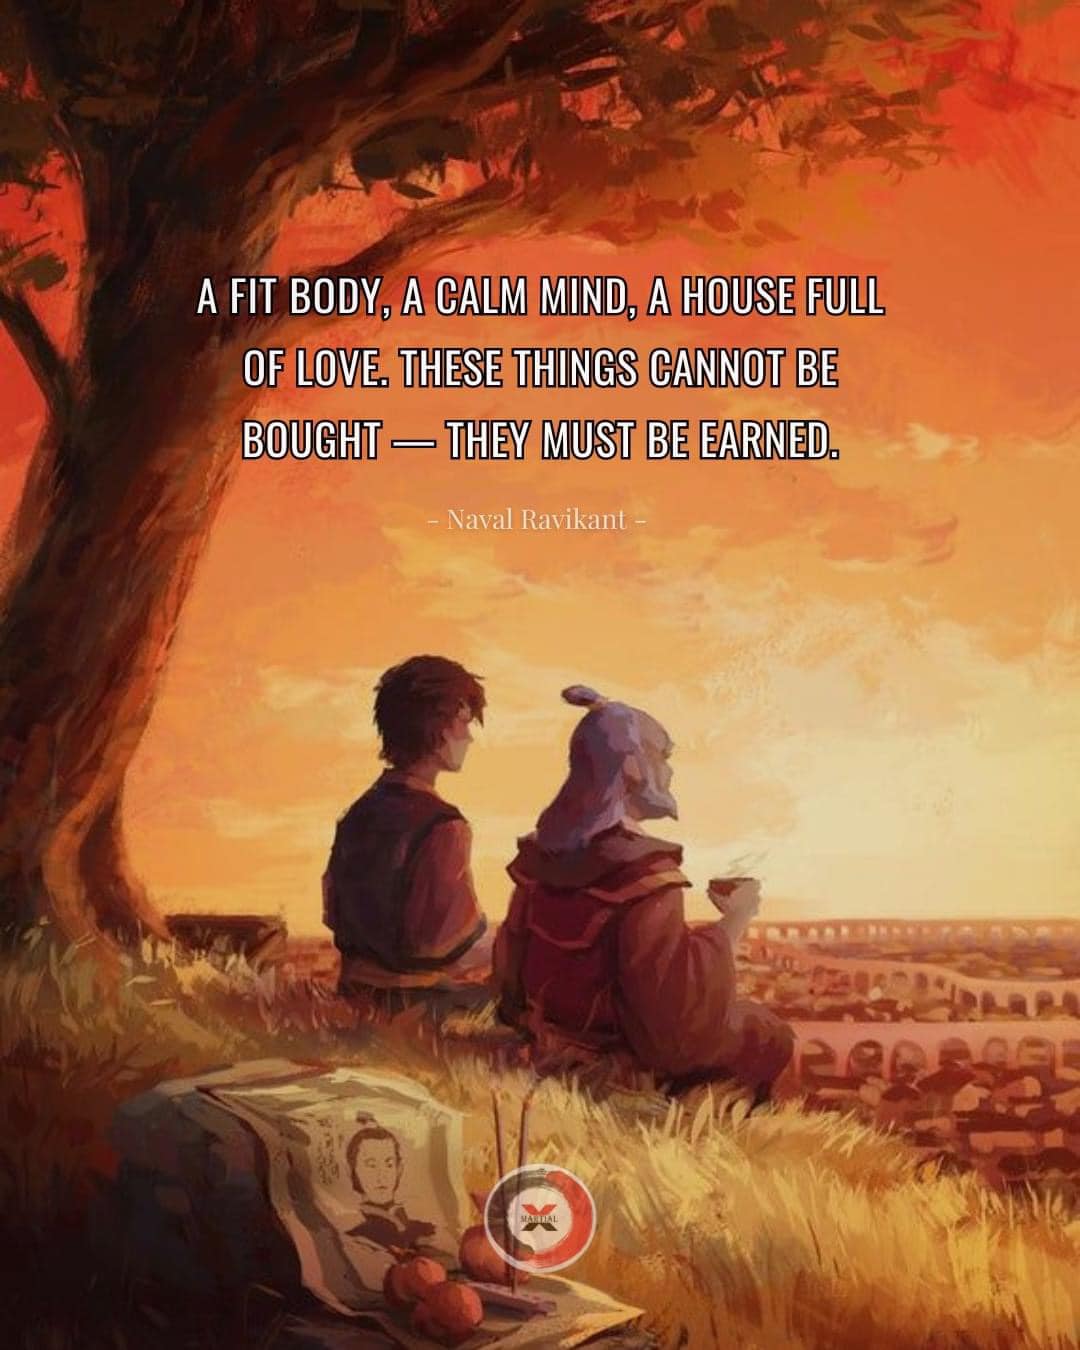 A FIT BODY, A CALM MIND, A HOUSE FULL
OF LOVE. THESE THINGS CANNOT BE
BOUGHT — THEY MUST BE EARNED.
- Naval Ravikant -
X
MARTIAL